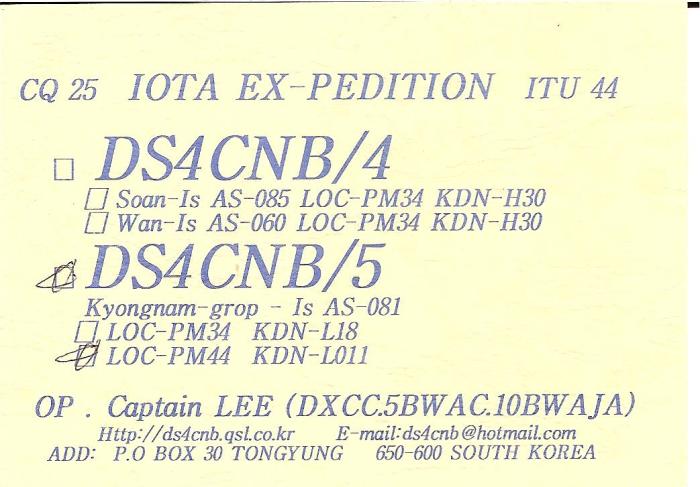 CQ 25 IOTA EX-PEDITION ITU 44
DS4CNB/4
Soan-Is AS-085 LOC-PM34 KDN-H30
Wan-Is AS-060 LOC-PM34 KDN-H30
DS4CNB/5
Kyongnam-grop - Is AS-081
LOC-PM34 KDN-L18
LOC-PM44 KDN-L011
OP . Captain LEE (DXCC.5BWAC.10BWAJA)
Http://ds4cnb.qsl.co.kr E-mail:ds4cnb@hotmail.com
ADD: P.O BOX 30 TONGYUNG 650-600 SOUTH KOREA